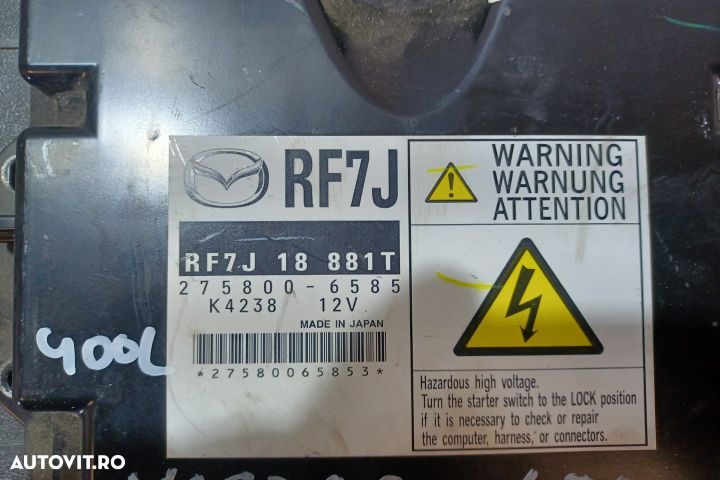 RF7J
RF7J 18 881T
275800-6585
K4238 12V
MADE IN JAPAN
*27580065853*
WARNING
WARNUNG
ATTENTION
Hazardous high voltage.
Turn the starter switch to the LOCK position
if it is necessary to check or repair
the computer, harness, or connectors.
400L
AUTOVIT.RO